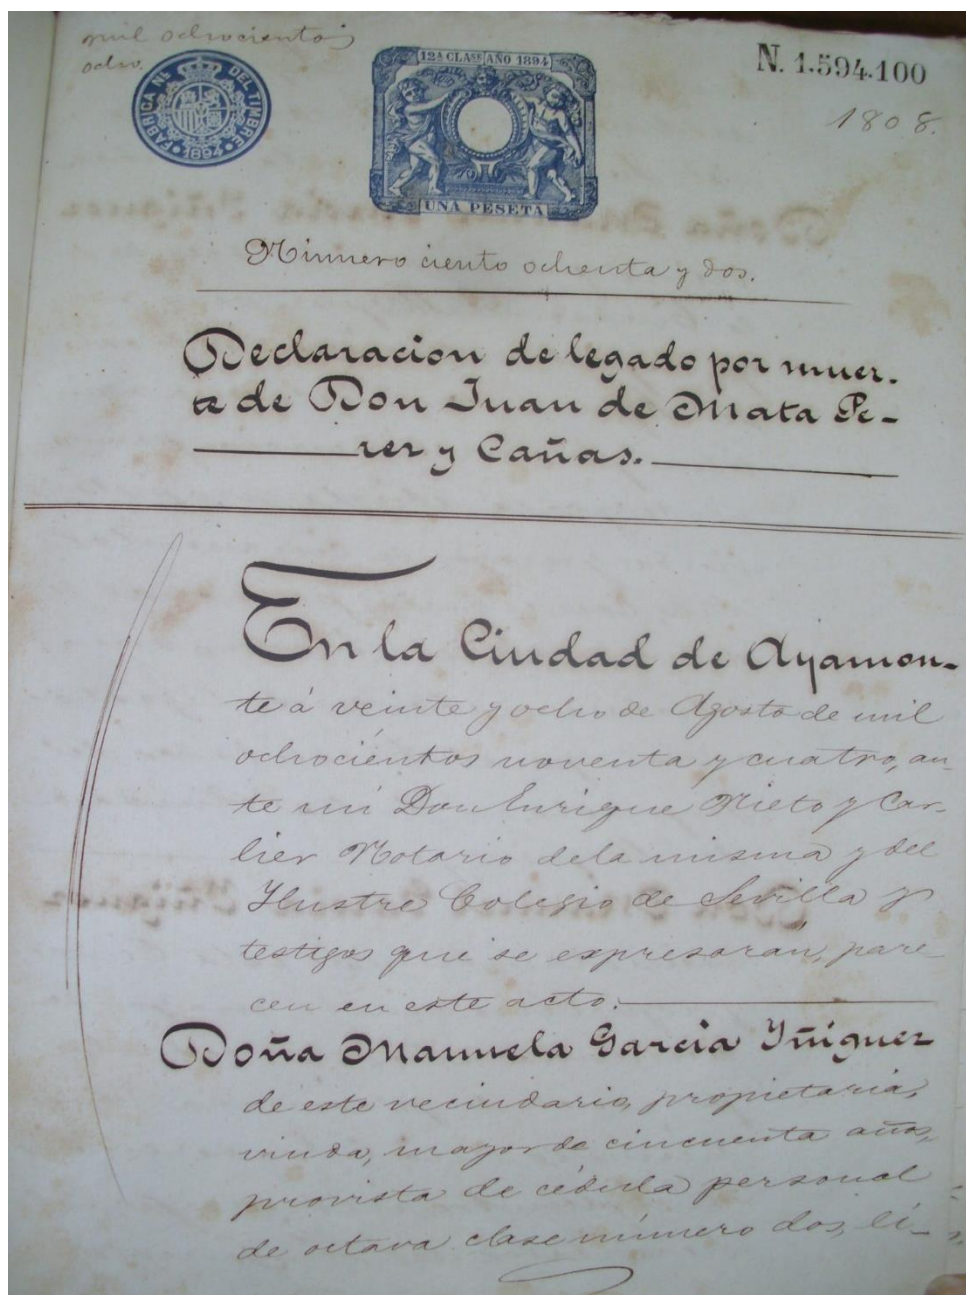 mil ochocientos
ocho.
FABRICA NL. DEL TIMBRE
1894
12ª CLASE AÑO 1894
UNA PESETA
N. 1.594.100
1808.
Número ciento ochenta y dos.
Declaracion de legado por muer.
te de Don Juan de Mata Pe-
rez y Cañas.
En la Ciudad de Ayamon-
te á veinte y ocho de Agosto de mil
ochocientos noventa y cuatro, an-
te mi Don Enrique Nieto y Car-
lier Notario de la misma y del
Ilustre Colegio de Sevilla y
testigos que se expresarán, pare
cen en este acto.
Doña Manuela Garcia Yñiguez
de este vecindario, propietaria,
viuda, mayor de cincuenta años,
provista de cédula personal
de octava clase número dos, li-